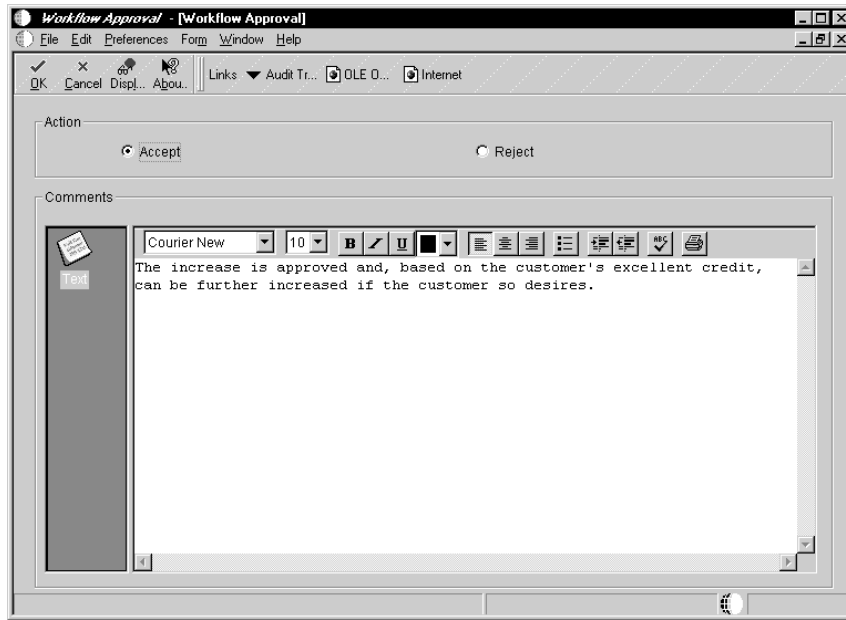 Workflow Approval - [Workflow Approval]
File Edit Preferences Form Window Help
OK Cancel Displ... Abou.. Links Audit Tr... OLE O... Internet
Action
Accept Reject
Comments
Courier New 10 B I U ABC
Text
The increase is approved and, based on the customer's excellent credit,
can be further increased if the customer so desires.